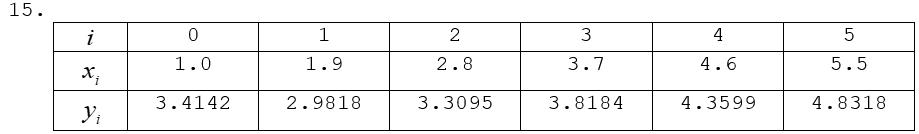 15.
i 0 1 2 3 4 5
xᵢ 1.0 1.9 2.8 3.7 4.6 5.5
yᵢ 3.4142 2.9818 3.3095 3.8184 4.3599 4.8318